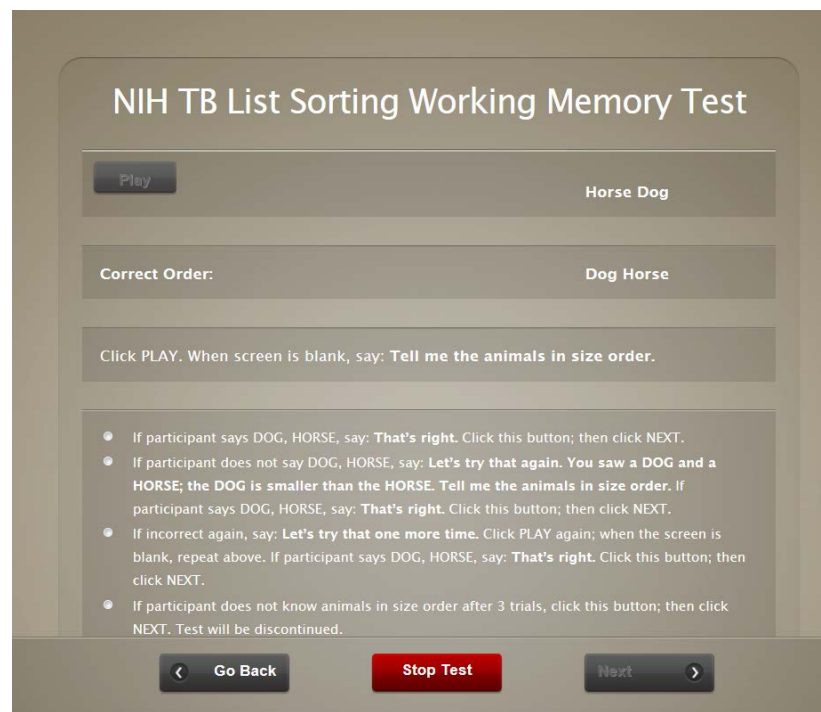 NIH TB List Sorting Working Memory Test
Play
Horse Dog
Correct Order:
Dog Horse
Click PLAY. When screen is blank, say: Tell me the animals in size order.
If participant says DOG, HORSE, say: That's right. Click this button; then click NEXT.
If participant does not say DOG, HORSE, say: Let's try that again. You saw a DOG and a
HORSE; the DOG is smaller than the HORSE. Tell me the animals in size order. If
participant says DOG, HORSE, say: That's right. Click this button; then click NEXT.
If incorrect again, say: Let's try that one more time. Click PLAY again; when the screen is
blank, repeat above. If participant says DOG, HORSE, say: That's right. Click this button; then
click NEXT.
If participant does not know animals in size order after 3 trials, click this button; then click
NEXT. Test will be discontinued.
Go Back
Stop Test
Next